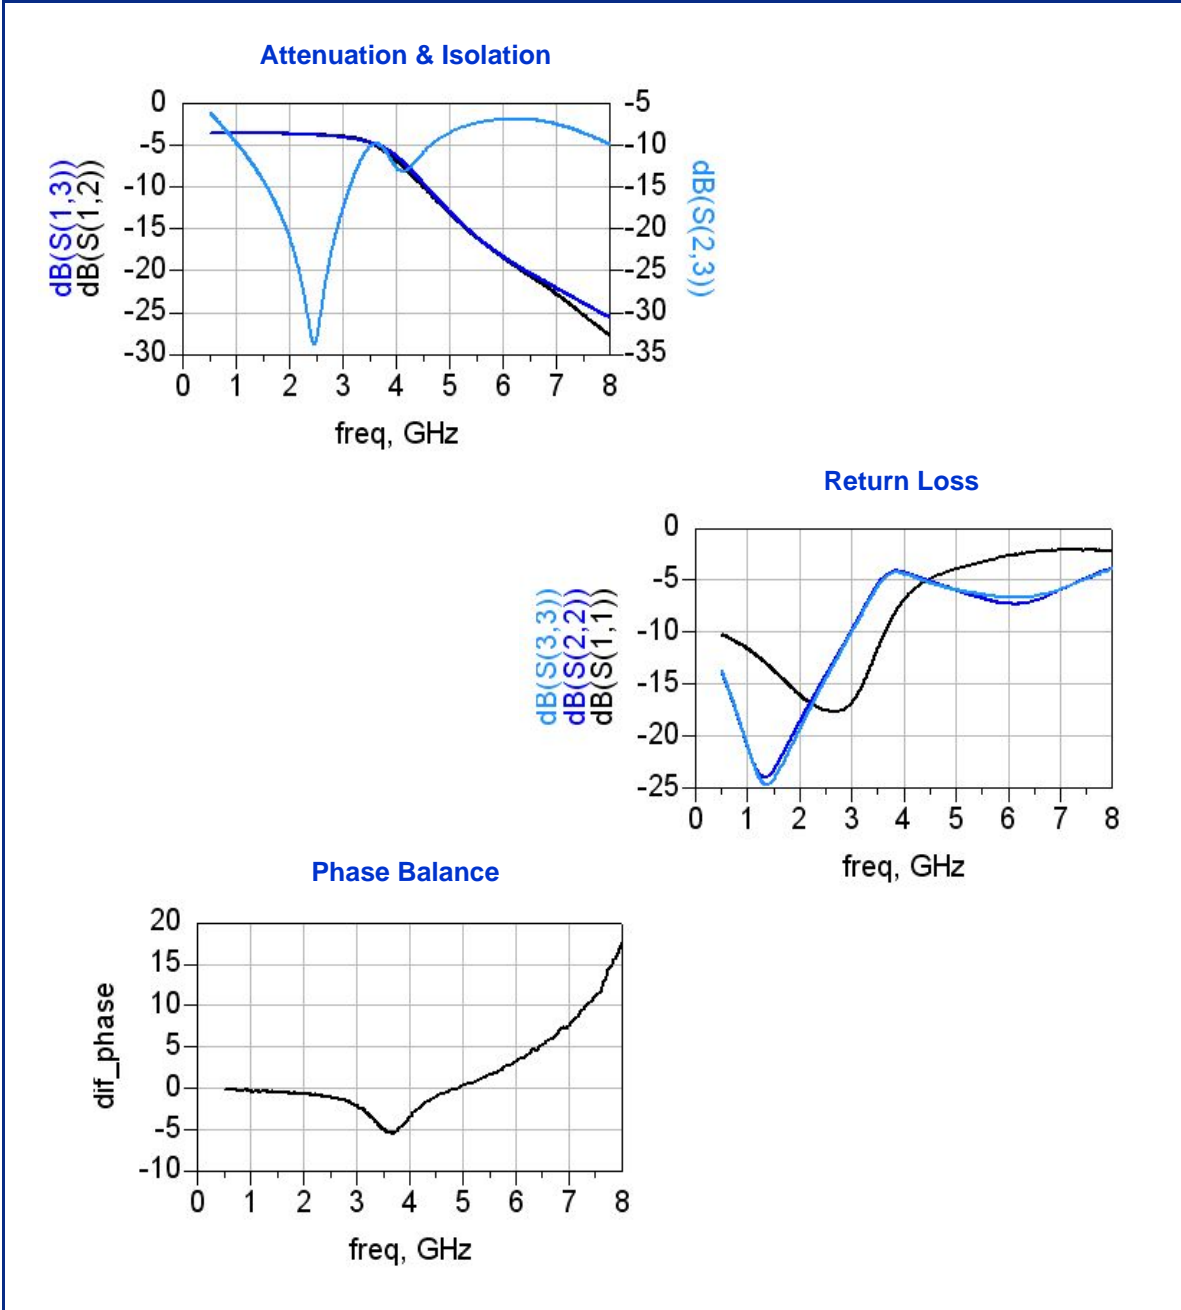 Attenuation & Isolation
0
-5
-10
-15
-20
-25
-30
-5
-10
-15
-20
-25
-30
-35
dB(S(1,3))
dB(S(1,2))
dB(S(2,3))
0 1 2 3 4 5 6 7 8
freq, GHz
Return Loss
0
-5
-10
-15
-20
-25
dB(S(3,3))
dB(S(2,2))
dB(S(1,1))
0 1 2 3 4 5 6 7 8
freq, GHz
Phase Balance
20
15
10
5
0
-5
-10
dif_phase
0 1 2 3 4 5 6 7 8
freq, GHz